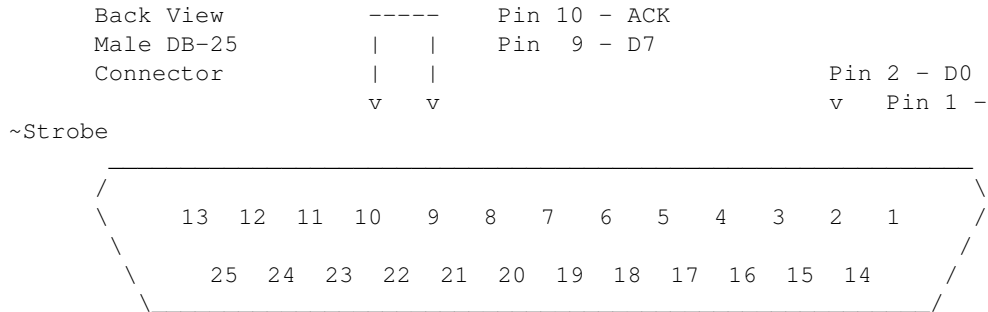 Back View ----- Pin 10 - ACK
Male DB-25 | | Pin 9 - D7
Connector | | Pin 2 - D0
v v v Pin 1 -
~Strobe
13 12 11 10 9 8 7 6 5 4 3 2 1
25 24 23 22 21 20 19 18 17 16 15 14